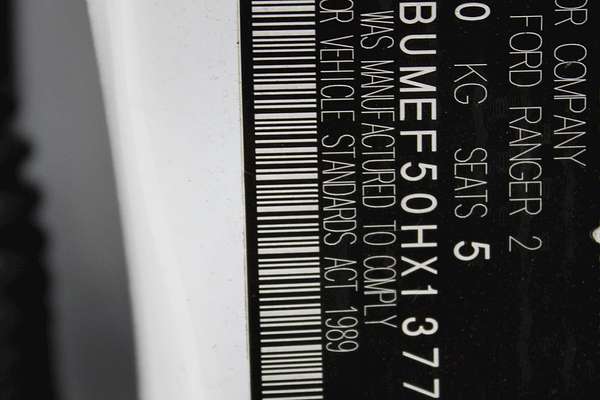 OR COMPANY
FORD RANGER 2
0 KG SEATS 5
BUMEF50HX1377
WAS MANUFACTURED TO COMPLY
OR VEHICLE STANDARDS ACT 1989